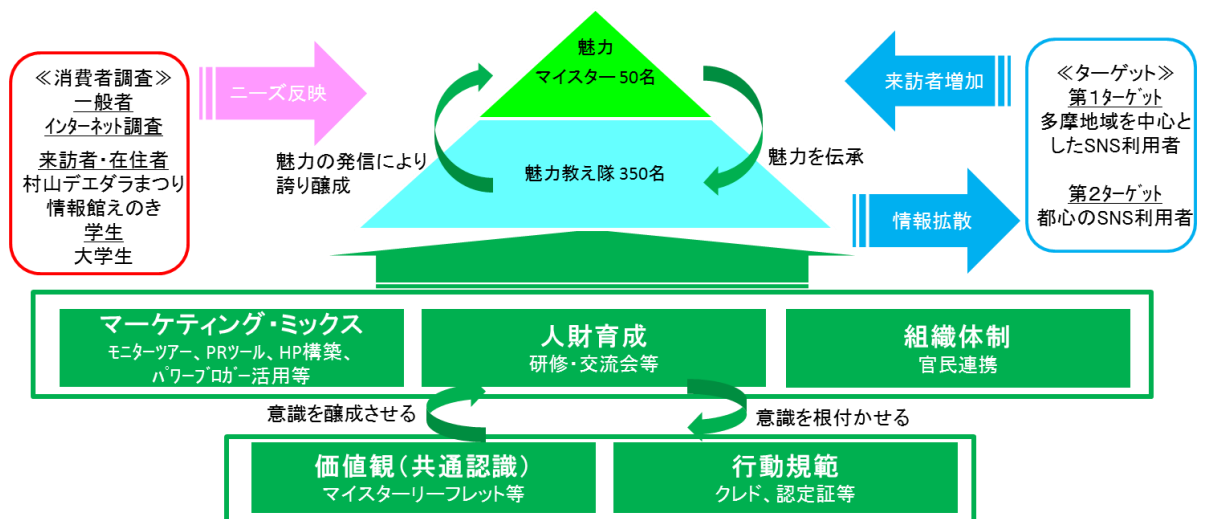 ≪消費者調査≫
一般者
インターネット調査
来訪者・在住者
村山デエダラまつり
情報館えのき
学生
大学生
ニーズ反映
魅力の発信により
誇り醸成
魅力
マイスター 50名
魅力教え隊 350名
魅力を伝承
来訪者増加
情報拡散
≪ターゲット≫
第1ターゲット
多摩地域を中心と
したSNS利用者
第2ターゲット
都心のSNS利用者
マーケティング・ミックス
モニターツアー、PRツール、HP構築、
パワーブロガー活用等
人財育成
研修・交流会等
組織体制
官民連携
意識を醸成させる
意識を根付かせる
価値観(共通認識)
マイスターリーフレット等
行動規範
クレド、認定証等